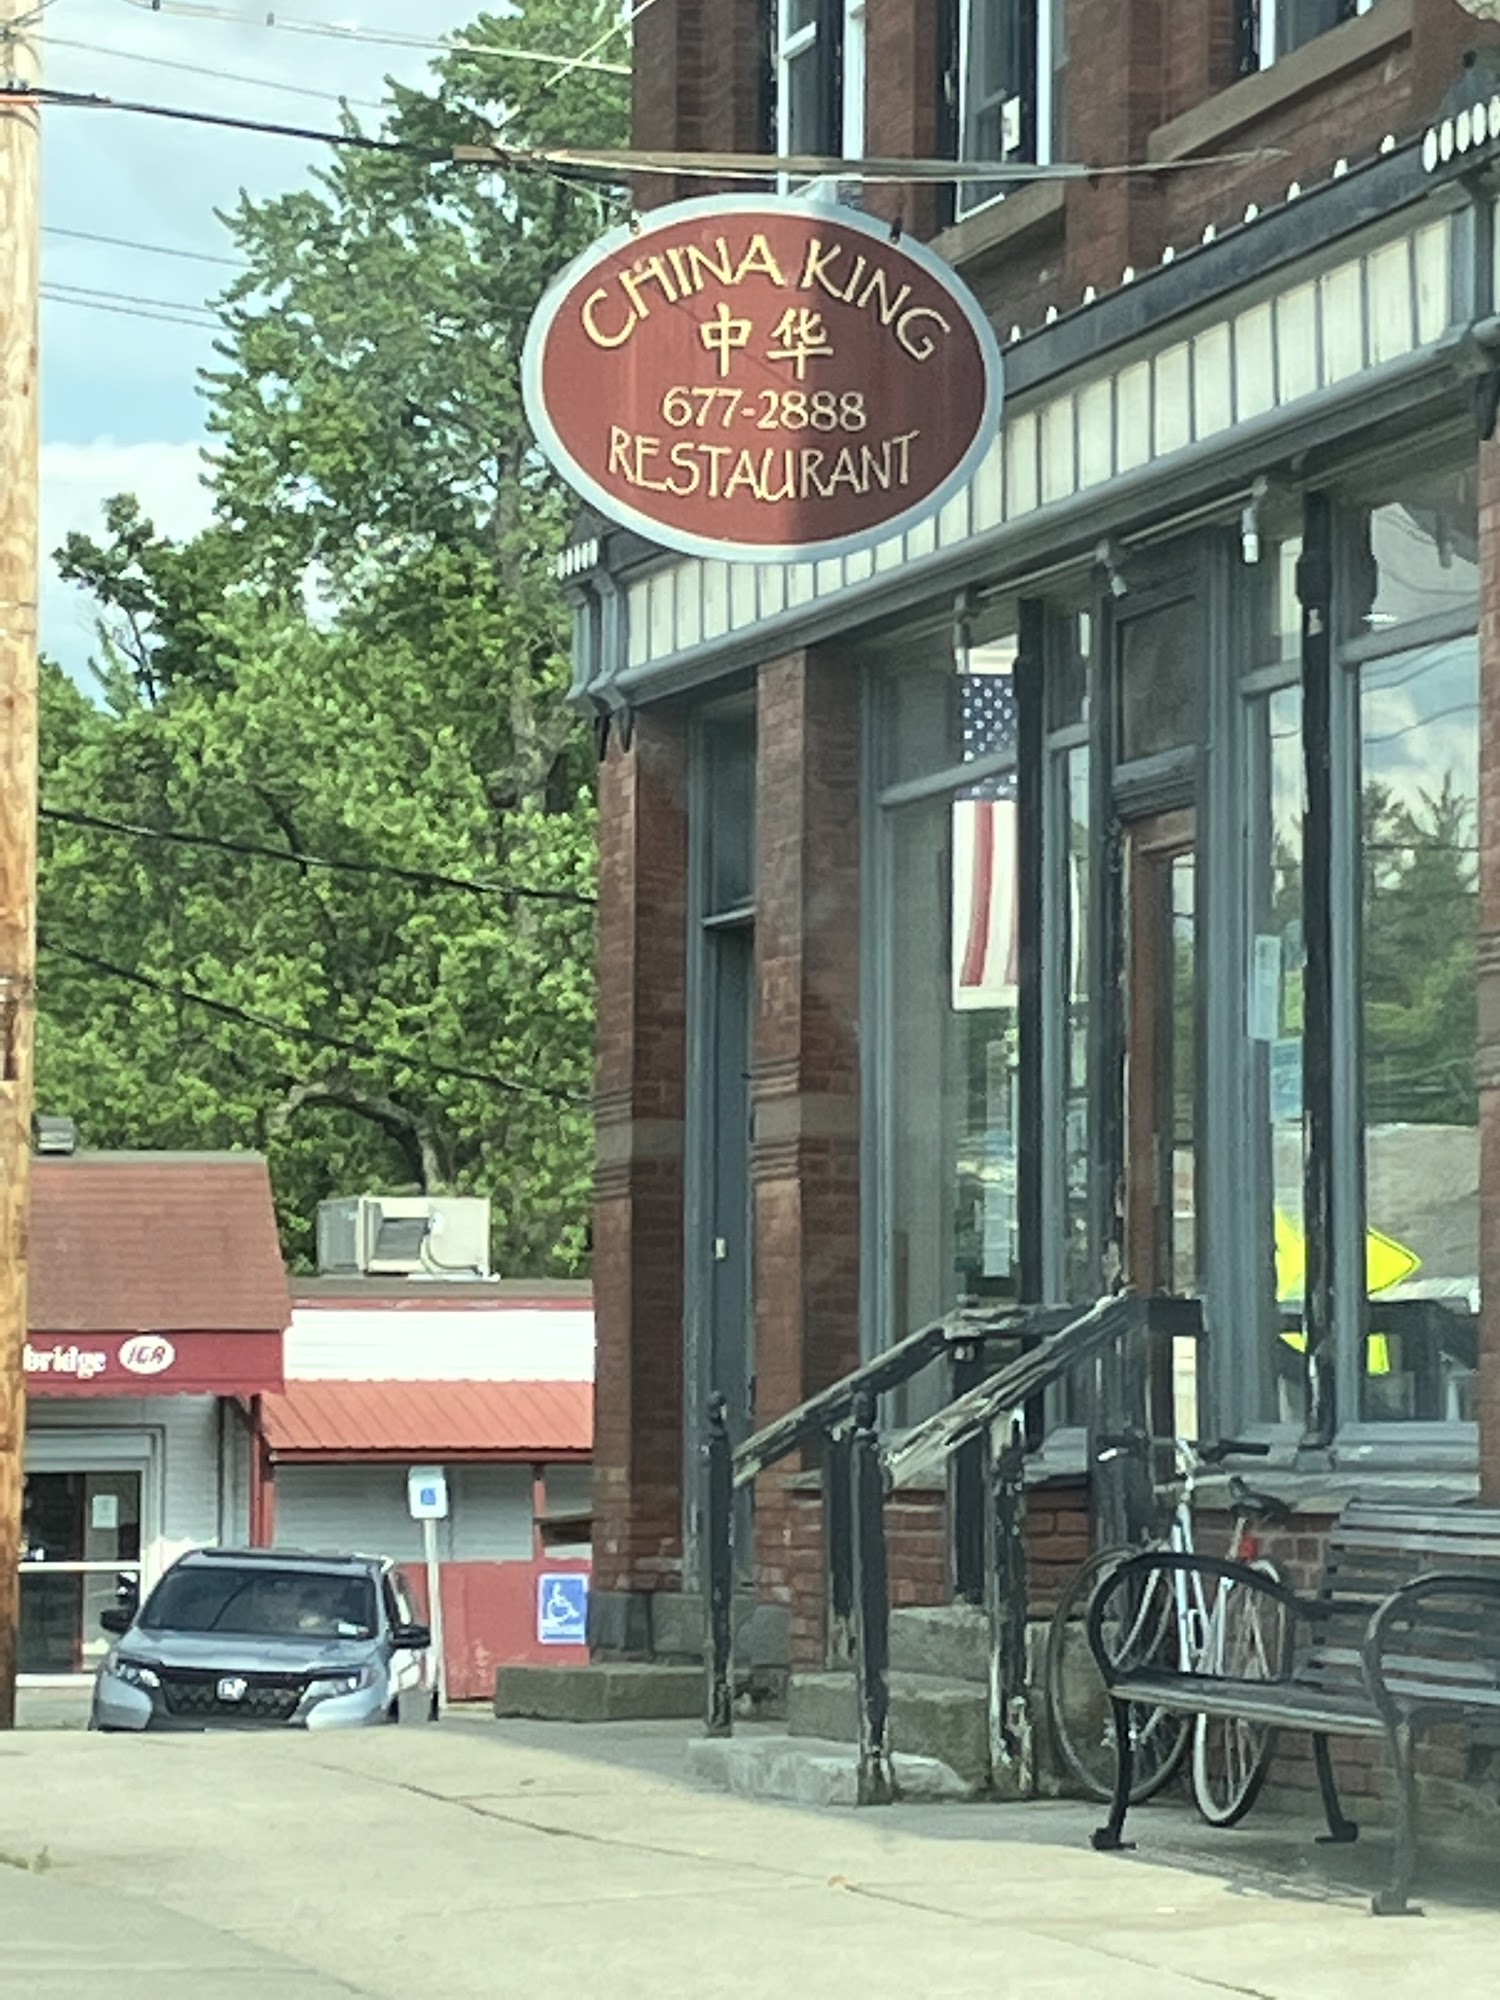 CHINA KING
中华
677-2888
RESTAURANT
bridge IGA